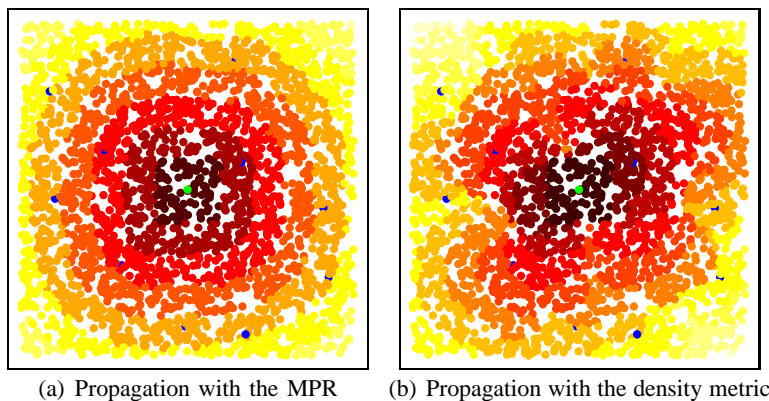 (a) Propagation with the MPR
(b) Propagation with the density metric